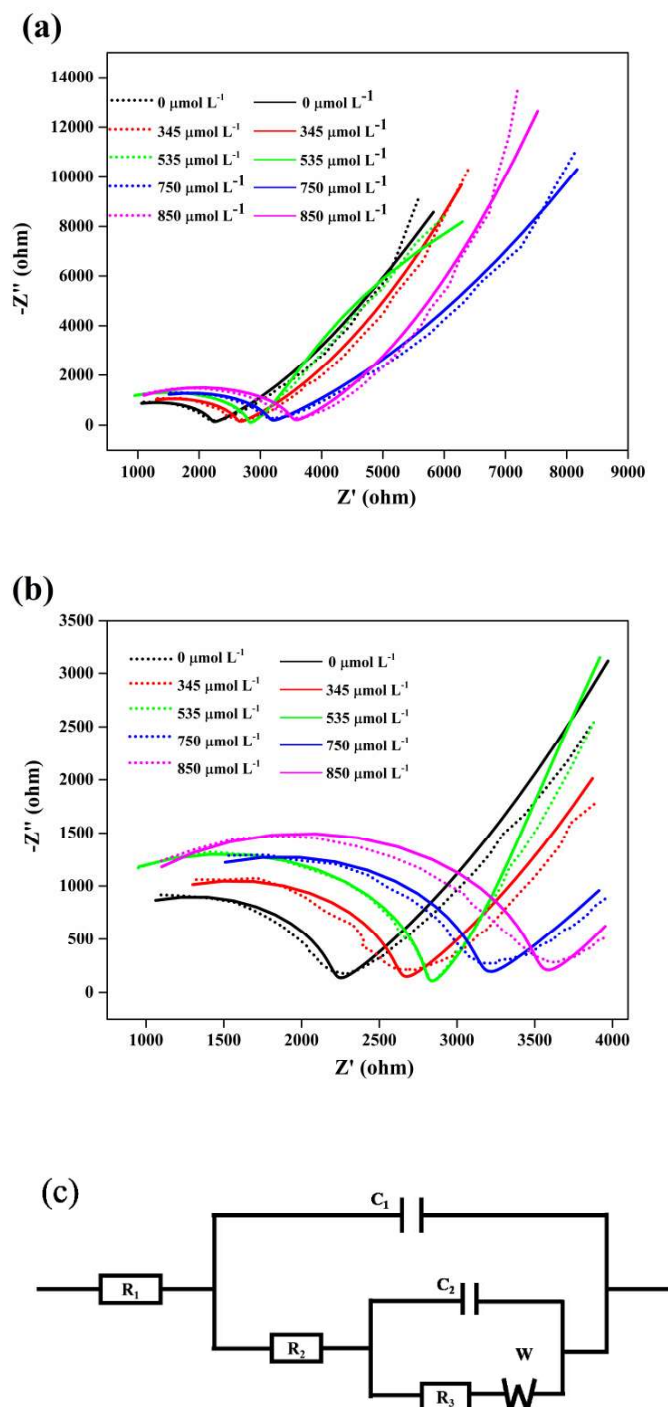 (a)
14000
12000
10000
8000
6000
4000
2000
0
-Z" (ohm)
0 μmol L⁻¹ 0 μmol L⁻¹
345 μmol L⁻¹ 345 μmol L⁻¹
535 μmol L⁻¹ 535 μmol L⁻¹
750 μmol L⁻¹ 750 μmol L⁻¹
850 μmol L⁻¹ 850 μmol L⁻¹
1000 2000 3000 4000 5000 6000 7000 8000 9000
Z' (ohm)
(b)
3500
3000
2500
2000
1500
1000
500
0
-Z" (ohm)
0 μmol L⁻¹ 0 μmol L⁻¹
345 μmol L⁻¹ 345 μmol L⁻¹
535 μmol L⁻¹ 535 μmol L⁻¹
750 μmol L⁻¹ 750 μmol L⁻¹
850 μmol L⁻¹ 850 μmol L⁻¹
1000 1500 2000 2500 3000 3500 4000
Z' (ohm)
(c)
C₁
R₁
C₂
R₂
W
R₃